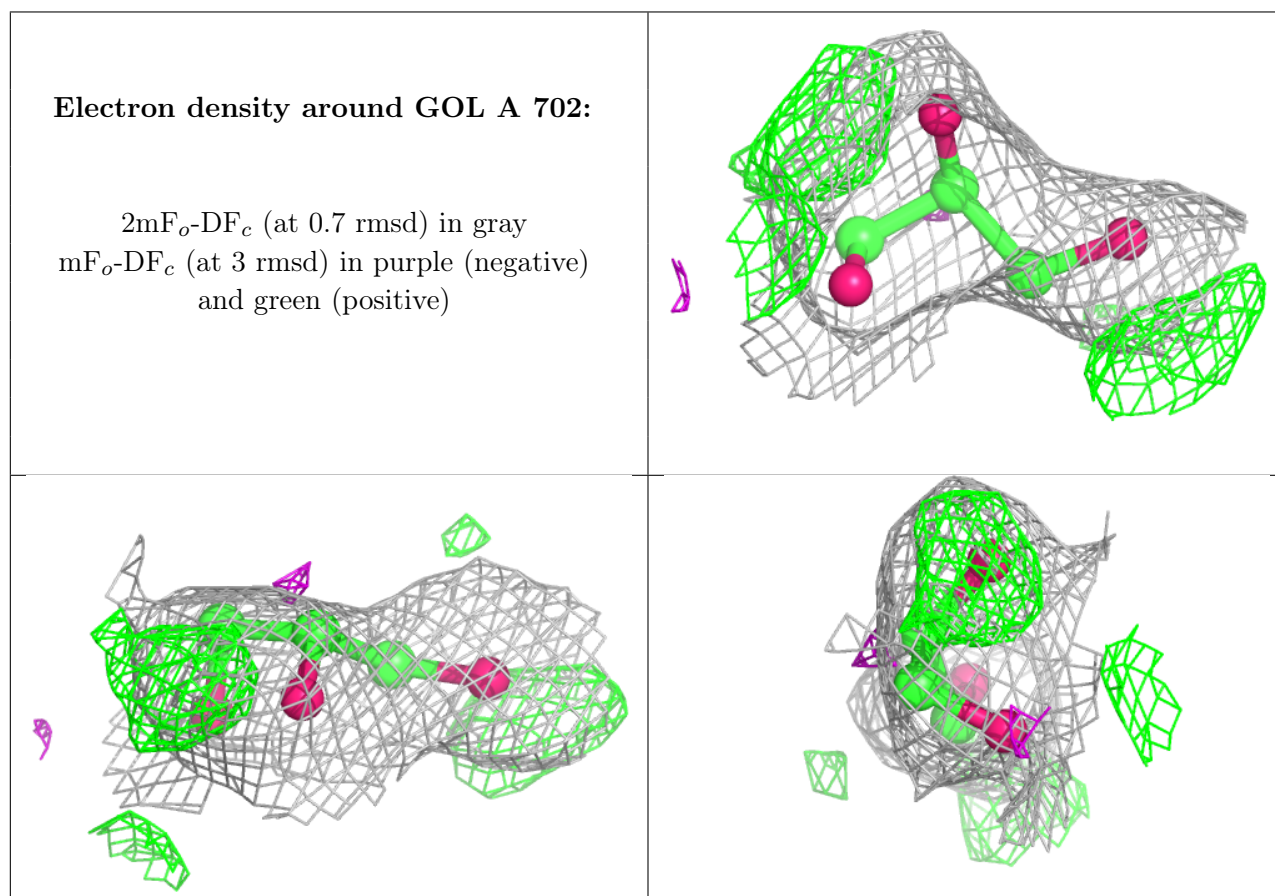 Electron density around GOL A 702:
2mFo-DFc (at 0.7 rmsd) in gray
mFo-DFc (at 3 rmsd) in purple (negative)
and green (positive)